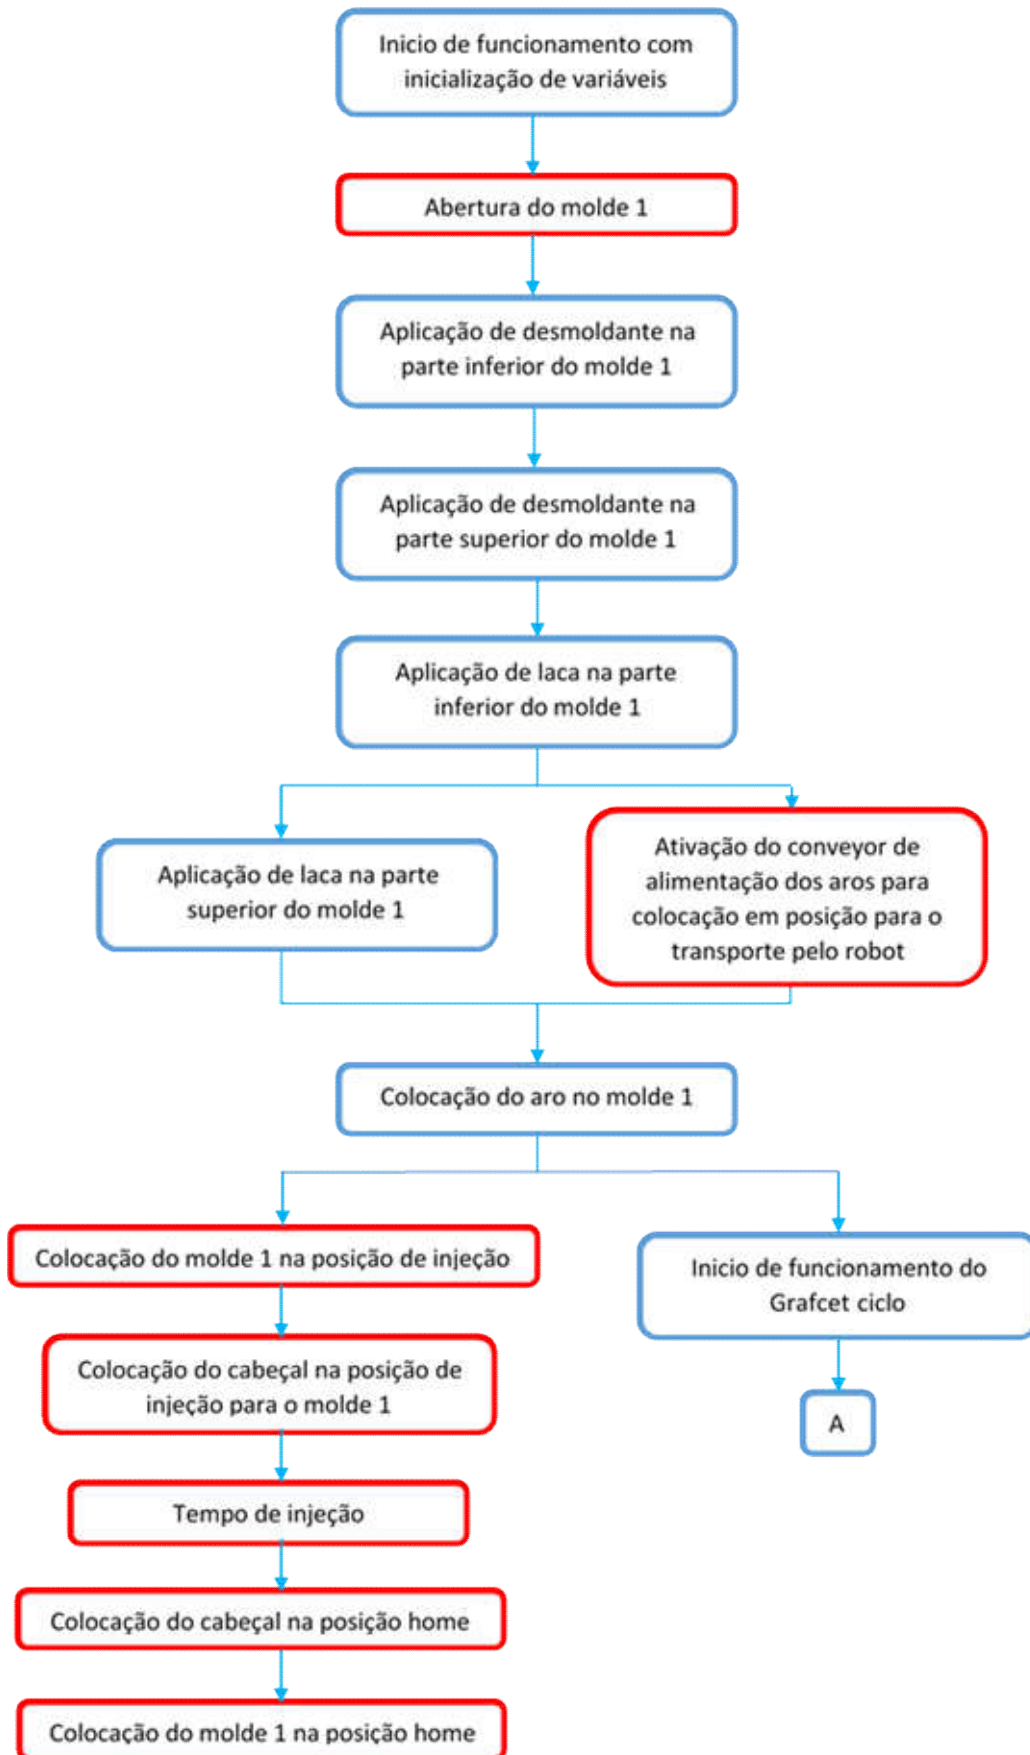 Inicio de funcionamento com
inicialização de variáveis
Abertura do molde 1
Aplicação de desmoldante na
parte inferior do molde 1
Aplicação de desmoldante na
parte superior do molde 1
Aplicação de laca na parte
inferior do molde 1
Aplicação de laca na parte
superior do molde 1
Ativação do conveyor de
alimentação dos aros para
colocação em posição para o
transporte pelo robot
Colocação do aro no molde 1
Colocação do molde 1 na posição de injeção
Colocação do cabeçal na posição de
injeção para o molde 1
Tempo de injeção
Colocação do cabeçal na posição home
Colocação do molde 1 na posição home
Inicio de funcionamento do
Grafcet ciclo
A